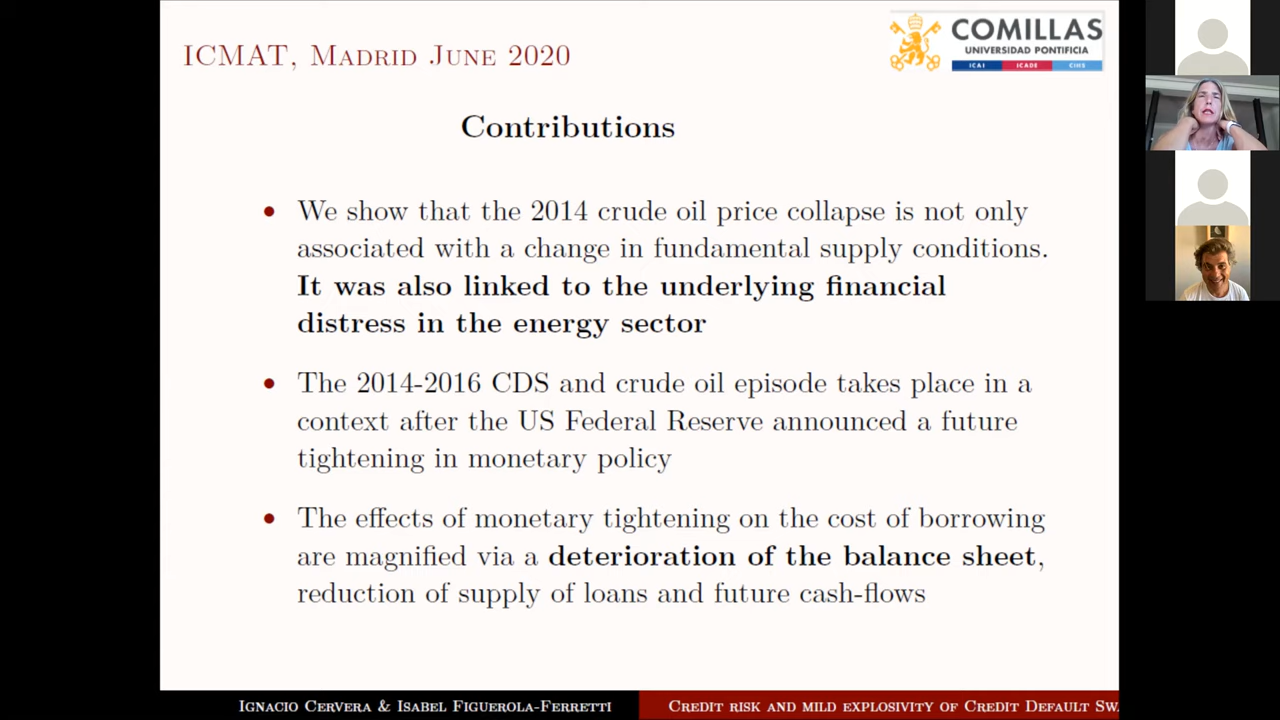 ICMAT, Madrid June 2020
COMILLAS
UNIVERSIDAD PONTIFICIA
ICAI ICADE CIHS
Contributions
• We show that the 2014 crude oil price collapse is not only
associated with a change in fundamental supply conditions.
It was also linked to the underlying financial
distress in the energy sector
• The 2014-2016 CDS and crude oil episode takes place in a
context after the US Federal Reserve announced a future
tightening in monetary policy
• The effects of monetary tightening on the cost of borrowing
are magnified via a deterioration of the balance sheet,
reduction of supply of loans and future cash-flows
Ignacio Cervera & Isabel Figuerola-Ferretti
Credit risk and mild explosivity of Credit Default Sw